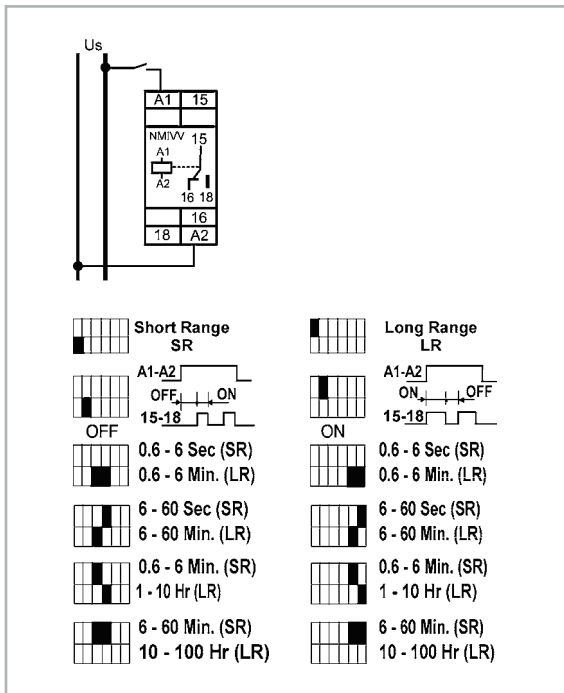 Us
A1 15
NMIVV 15
A1
A2
16 18
16
18 A2
Short Range
SR
Long Range
LR
A1-A2
OFF ON
15-18
OFF
A1-A2
ON OFF
15-18
ON
0.6 - 6 Sec (SR)
0.6 - 6 Min. (LR)
0.6 - 6 Sec (SR)
0.6 - 6 Min. (LR)
6 - 60 Sec (SR)
6 - 60 Min. (LR)
6 - 60 Sec (SR)
6 - 60 Min. (LR)
0.6 - 6 Min. (SR)
1 - 10 Hr (LR)
0.6 - 6 Min. (SR)
1 - 10 Hr (LR)
6 - 60 Min. (SR)
10 - 100 Hr (LR)
6 - 60 Min. (SR)
10 - 100 Hr (LR)